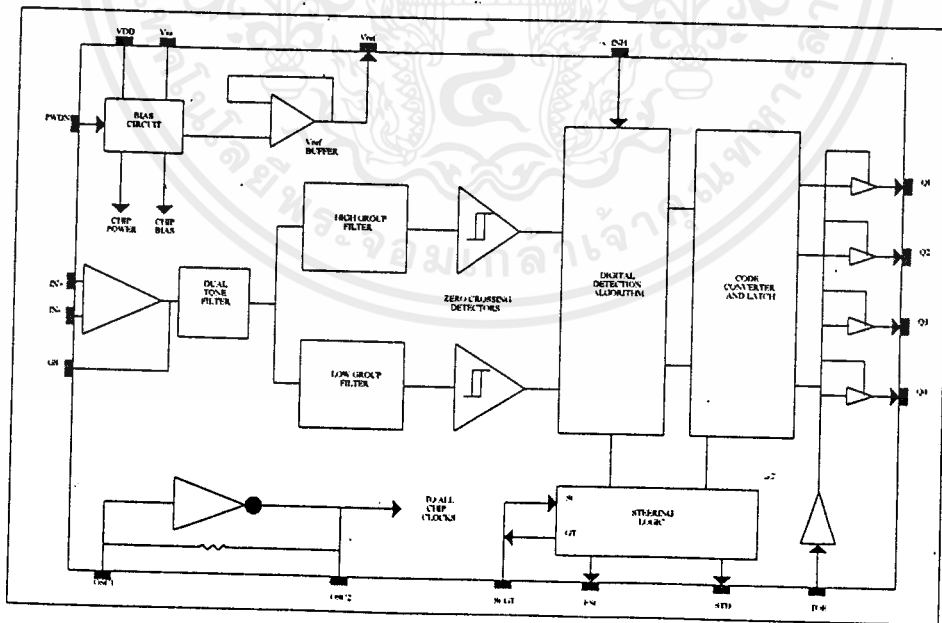 VDD
Vss
Vref
INH
PWDN
BIAS
CIRCUIT
Vref
BUFFER
CHIP
POWER
CHIP
BIAS
HIGH GROUP
FILTER
IN+
IN-
GS
DUAL
TONE
FILTER
ZERO CROSSING
DETECTORS
DIGITAL
DETECTION
ALGORITHM
CODE
CONVERTER
AND LATCH
Q1
Q2
Q3
Q4
LOW GROUP
FILTER
TO ALL
CHIP
CLOCKS
St
GT
STEERING
LOGIC
OSC1
OSC2
St/GT
ESt
STD
TOE